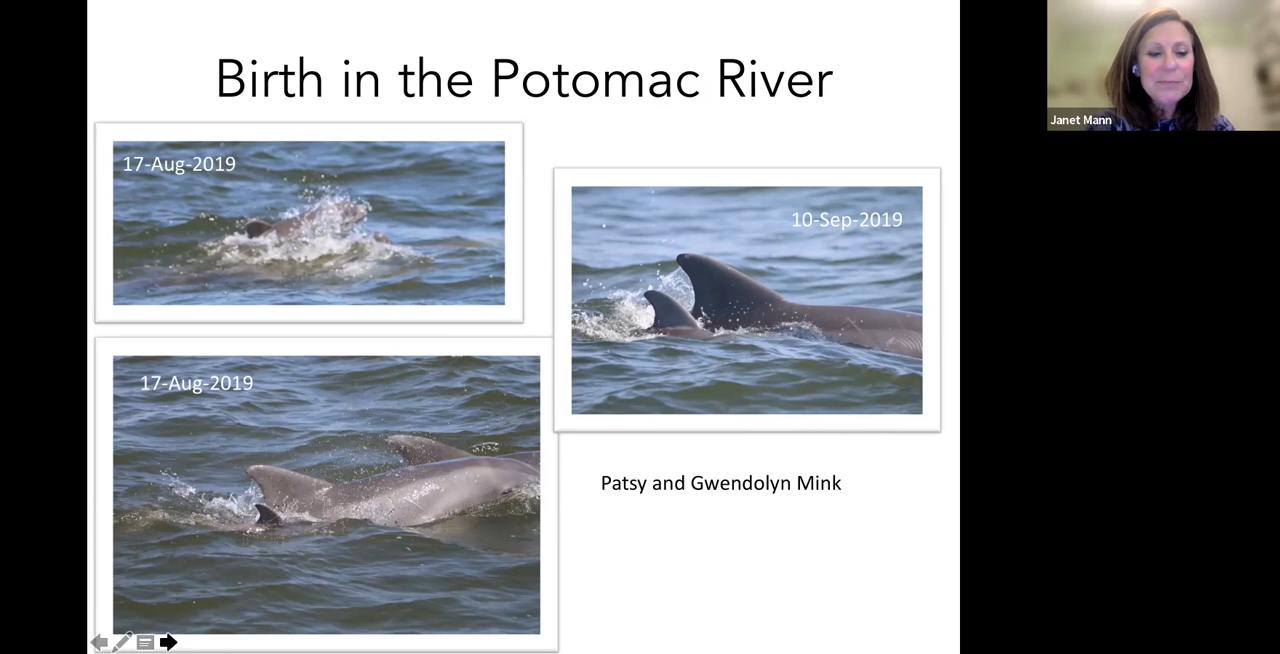 Birth in the Potomac River
17-Aug-2019
10-Sep-2019
17-Aug-2019
Patsy and Gwendolyn Mink
Janet Mann